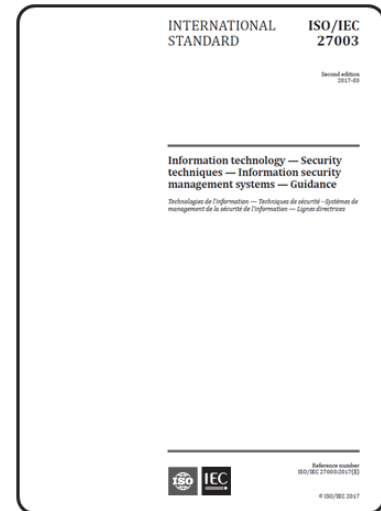 INTERNATIONAL ISO/IEC
STANDARD 27003
Second edition
2017-03
Information technology — Security
techniques — Information security
management systems — Guidance
Technologies de l'information — Techniques de sécurité --Systèmes de
management de la sécurité de l'information — Lignes directrices
Reference number
ISO/IEC 27003:2017(E)
ISO IEC
© ISO/IEC 2017